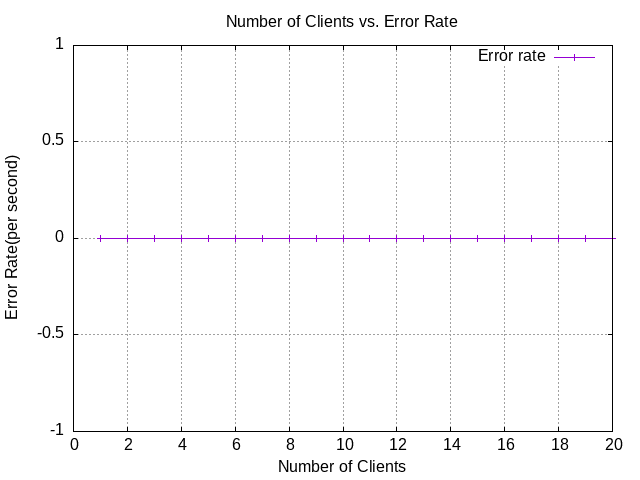 Number of Clients vs. Error Rate
Error rate
1
0.5
0
-0.5
-1
Error Rate(per second)
0 2 4 6 8 10 12 14 16 18 20
Number of Clients